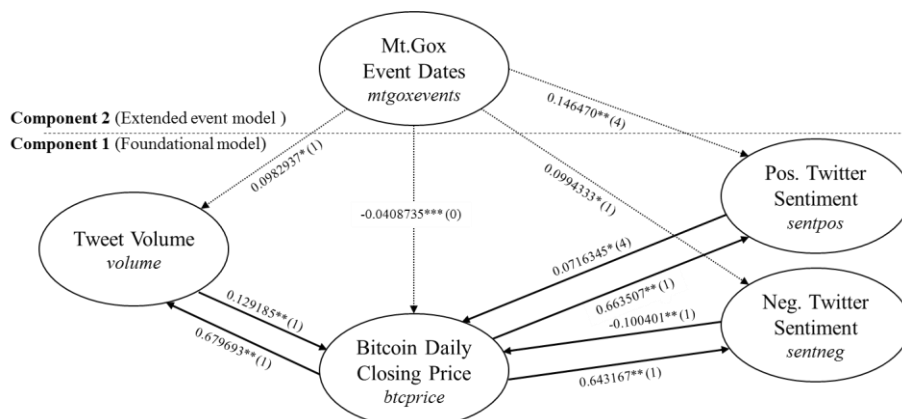 Mt.Gox
Event Dates
mtgoxevents
0.146470**(4)
Component 2 (Extended event model )
Component 1 (Foundational model)
0.0982937*(1)
0.0994333*(1)
Pos. Twitter
Sentiment
sentpos
-0.0408735***(0)
Tweet Volume
volume
0.0716345*(4)
0.663507**(1)
0.129185**(1)
0.679693**(1)
-0.100401**(1)
Neg. Twitter
Sentiment
sentneg
Bitcoin Daily
Closing Price
btcprice
0.643167**(1)